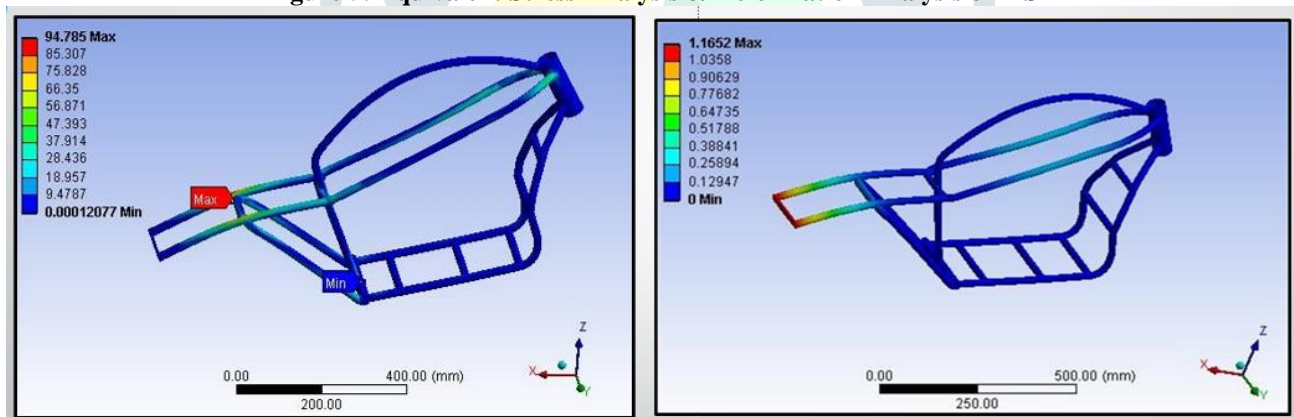 94.785 Max
85.307
75.828
66.35
56.871
47.393
37.914
28.436
18.957
9.4787
0.00012077 Min
Max
Min
0.00
400.00 (mm)
200.00
Z
X
Y
1.1652 Max
1.0358
0.90629
0.77682
0.64735
0.51788
0.38841
0.25894
0.12947
0 Min
0.00
500.00 (mm)
250.00
Z
X
Y